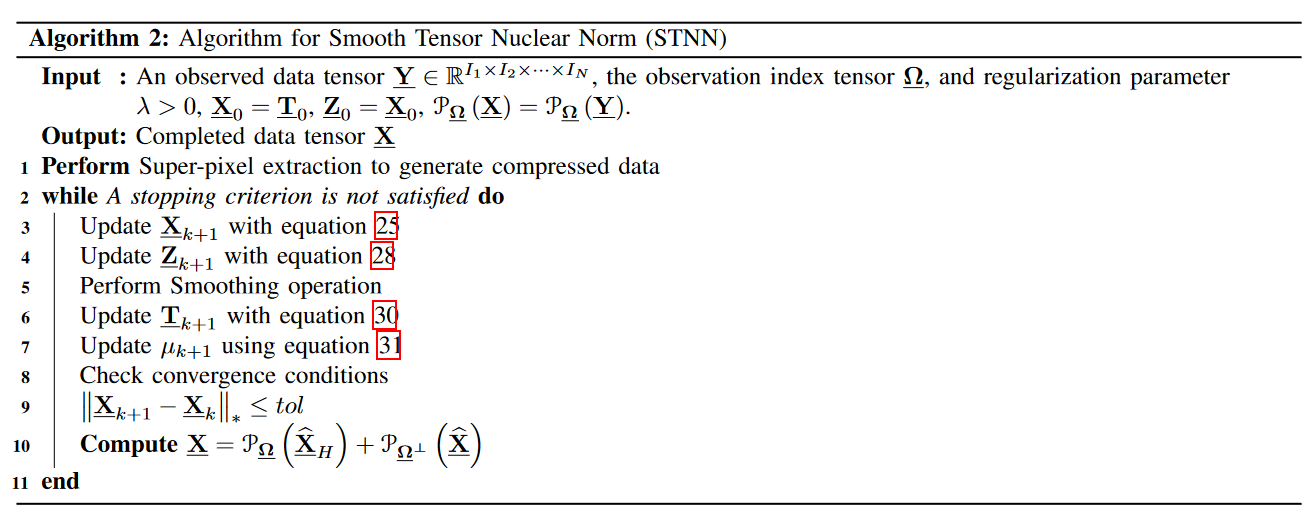 Algorithm 2: Algorithm for Smooth Tensor Nuclear Norm (STNN)
Input : An observed data tensor $\underline{\mathbf{Y}} \in \mathbb{R}^{I_1 \times I_2 \times \cdots \times I_N}$, the observation index tensor $\underline{\mathbf{\Omega}}$, and regularization parameter
$\lambda > 0$, $\underline{\mathbf{X}}_0 = \underline{\mathbf{T}}_0$, $\underline{\mathbf{Z}}_0 = \underline{\mathbf{X}}_0$, $\mathcal{P}_{\underline{\mathbf{\Omega}}}(\underline{\mathbf{X}}) = \mathcal{P}_{\underline{\mathbf{\Omega}}}(\underline{\mathbf{Y}})$.
Output: Completed data tensor $\underline{\mathbf{X}}$
1 Perform Super-pixel extraction to generate compressed data
2 while A stopping criterion is not satisfied do
3 Update $\underline{\mathbf{X}}_{k+1}$ with equation 25
4 Update $\underline{\mathbf{Z}}_{k+1}$ with equation 28
5 Perform Smoothing operation
6 Update $\underline{\mathbf{T}}_{k+1}$ with equation 30
7 Update $\mu_{k+1}$ using equation 31
8 Check convergence conditions
9 $\left\|\underline{\mathbf{X}}_{k+1} - \underline{\mathbf{X}}_k\right\|_* \leq tol$
10 Compute $\underline{\mathbf{X}} = \mathcal{P}_{\underline{\mathbf{\Omega}}}\left(\widehat{\underline{\mathbf{X}}}_H\right) + \mathcal{P}_{\underline{\mathbf{\Omega}}^\perp}\left(\widehat{\underline{\mathbf{X}}}\right)$
11 end